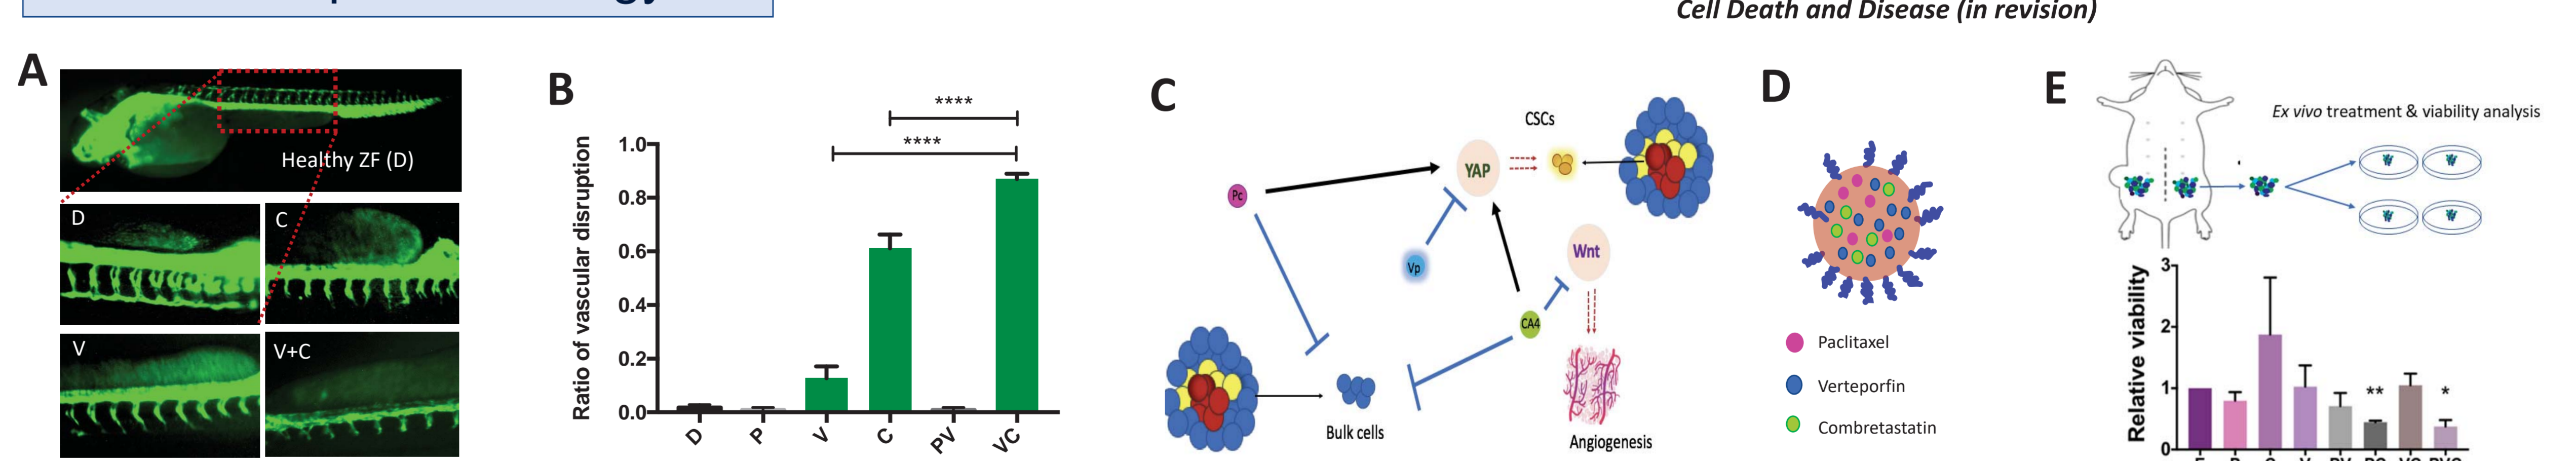 Cell Death and Disease (in revision)
A
Healthy ZF (D)
D
C
V
V+C
B
Ratio of vascular disruption
1.0
0.8
0.6
0.4
0.2
0.0
****
****
D
P
V
C
PV
VC
C
CSCs
YAP
Pc
Vp
Wnt
CA4
Bulk cells
Angiogenesis
D
Paclitaxel
Verteporfin
Combretastatin
E
Ex vivo treatment & viability analysis
Relative viability
3
2
1
0
**
*